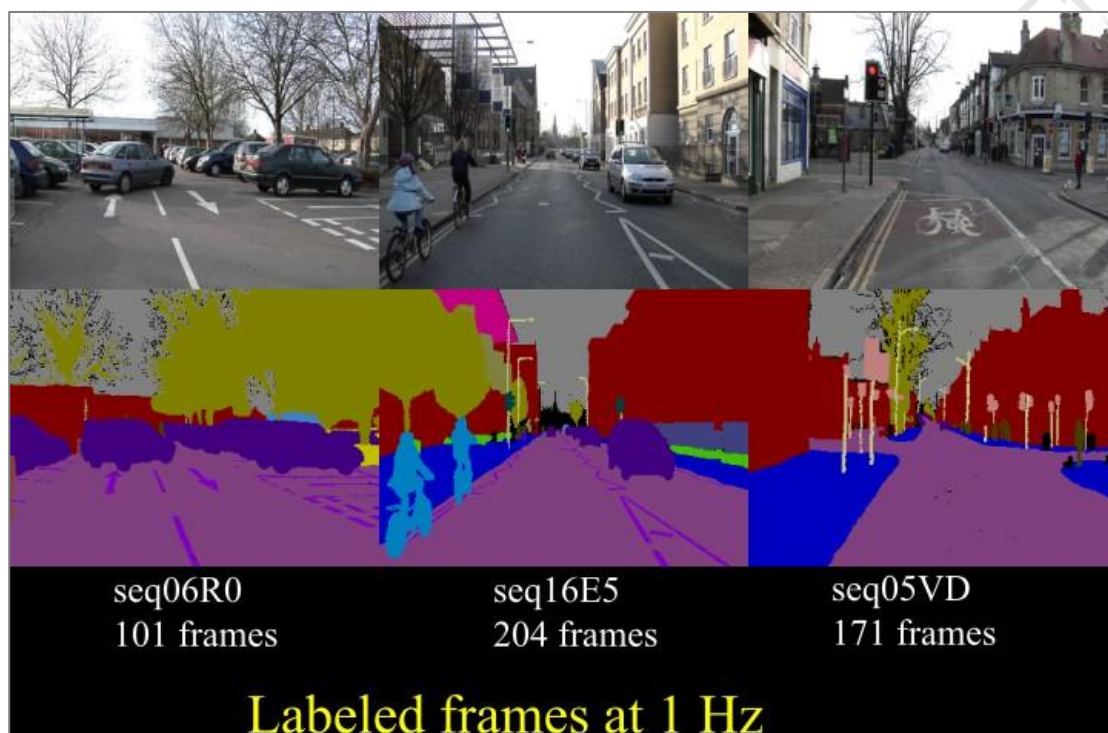 seq06R0
101 frames
seq16E5
204 frames
seq05VD
171 frames
Labeled frames at 1 Hz